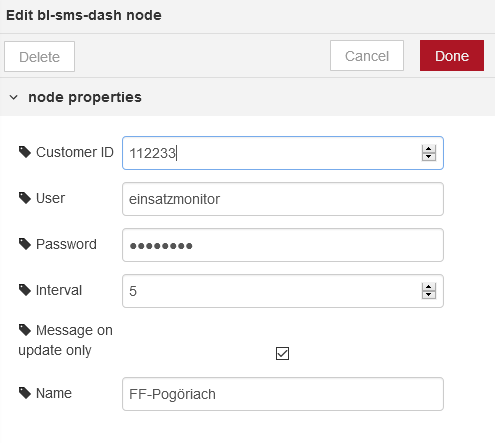 Edit bl-sms-dash node
Delete Cancel Done
node properties
Customer ID 112233
User einsatzmonitor
Password ●●●●●●●●
Interval 5
Message on
update only
Name FF-Pogöriach